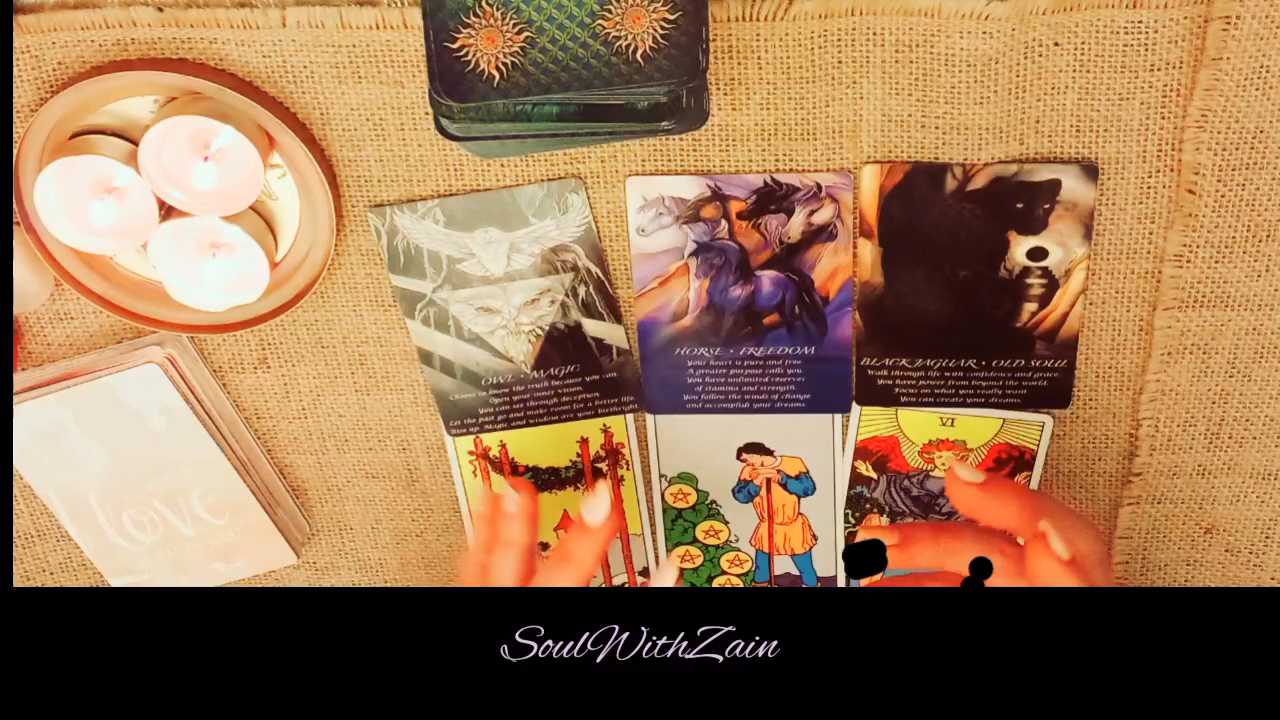 OWL • MAGIC
Choose to know the truth because you can.
Open your inner vision.
You can see through deception.
Let the past go and make room for a better life.
Rise up. Magic and wisdom are your birthright.
HORSE • FREEDOM
Your heart is pure and free.
A greater purpose calls you.
You have unlimited reserves
of stamina and strength.
You follow the winds of change
and accomplish your dreams.
BLACK JAGUAR • OLD SOUL
Walk through life with confidence and grace.
You have power from beyond the world.
Focus on what you really want
You can create your dreams.
VI
love
SoulWithZain